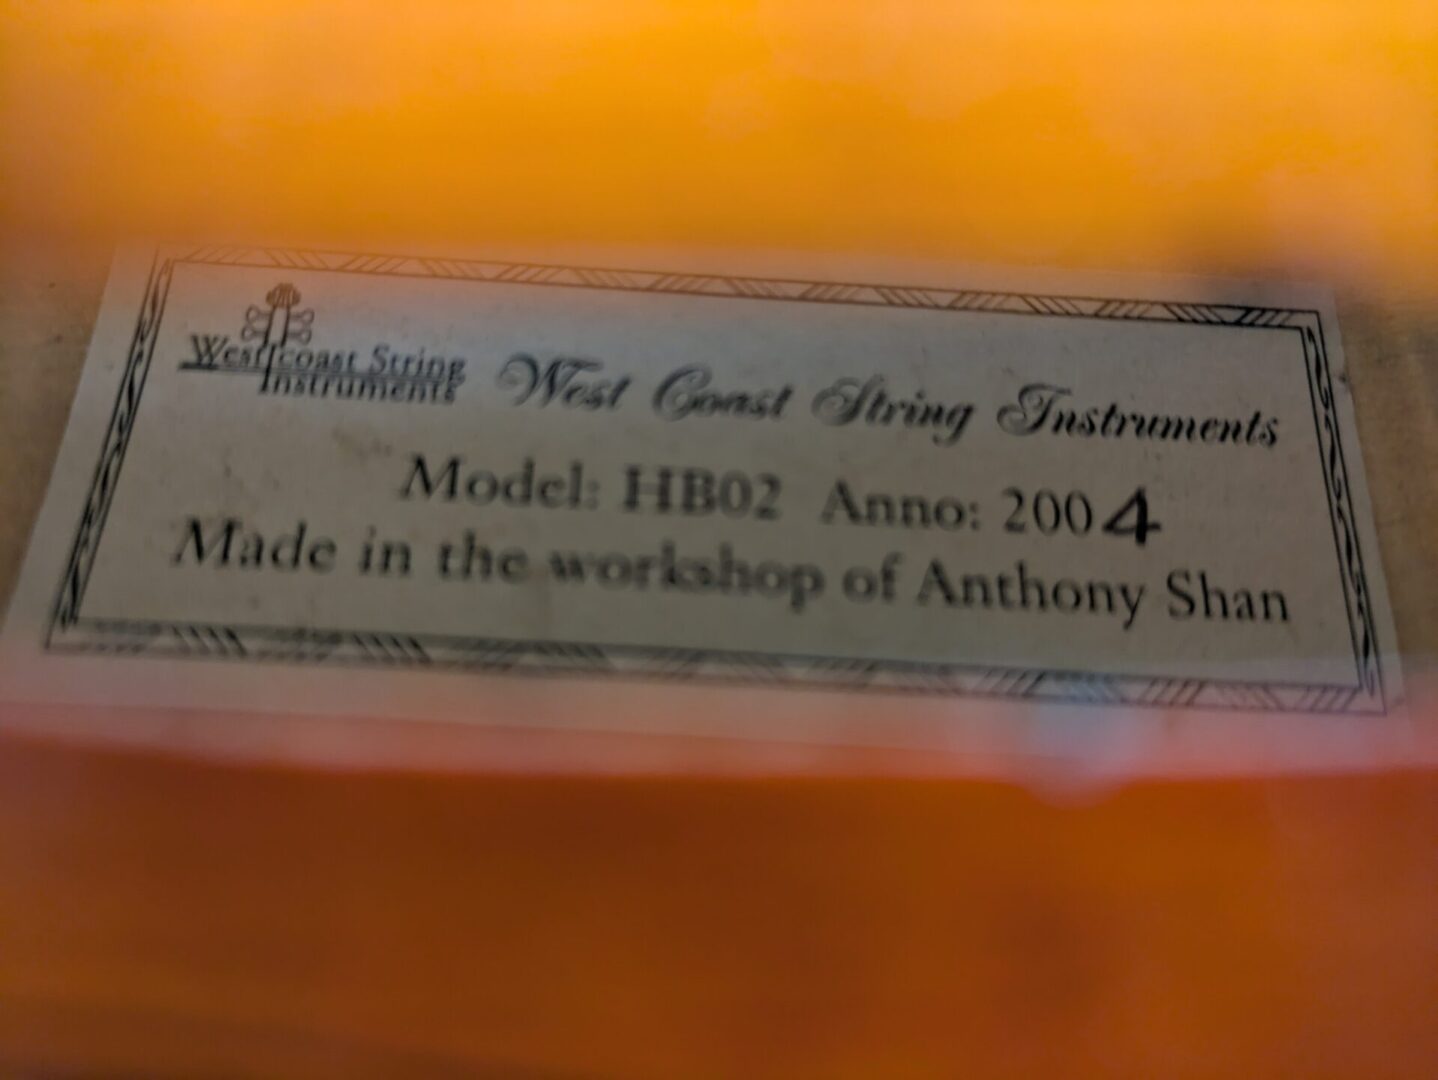 West coast String
Instruments
West Coast String Instruments
Model: HB02 Anno: 2004
Made in the workshop of Anthony Shan